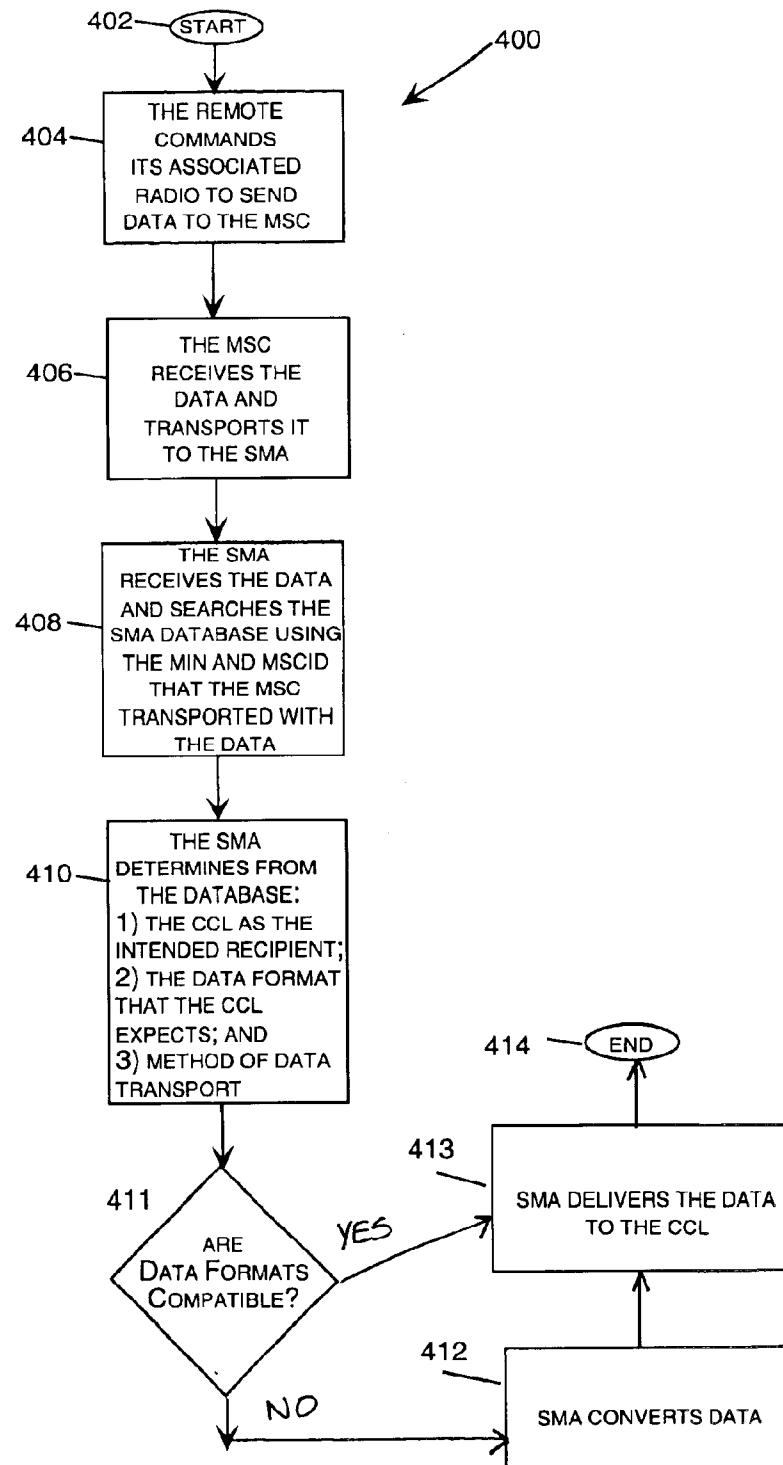 402
START
400
404
THE REMOTE
COMMANDS
ITS ASSOCIATED
RADIO TO SEND
DATA TO THE MSC
406
THE MSC
RECEIVES THE
DATA AND
TRANSPORTS IT
TO THE SMA
408
THE SMA
RECEIVES THE DATA
AND SEARCHES THE
SMA DATABASE USING
THE MIN AND MSCID
THAT THE MSC
TRANSPORTED WITH
THE DATA
410
THE SMA
DETERMINES FROM
THE DATABASE:
1) THE CCL AS THE
INTENDED RECIPIENT;
2) THE DATA FORMAT
THAT THE CCL
EXPECTS; AND
3) METHOD OF DATA
TRANSPORT
411
ARE
DATA FORMATS
COMPATIBLE?
YES
NO
412
SMA CONVERTS DATA
413
SMA DELIVERS THE DATA
TO THE CCL
414
END